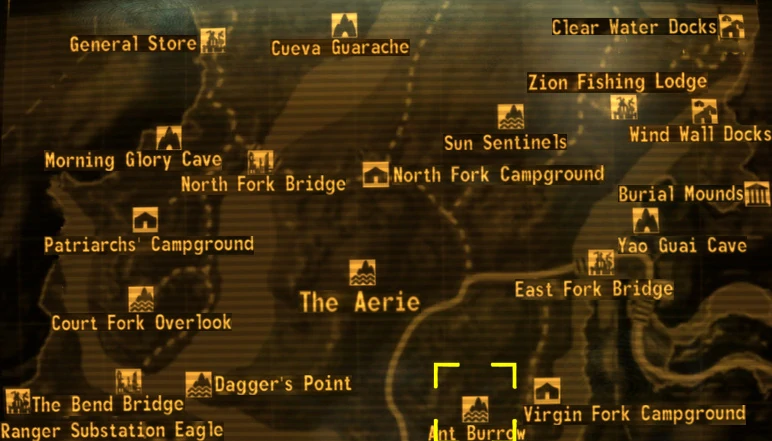 Clear Water Docks
General Store
Cueva Guarache
Zion Fishing Lodge
Wind Wall Docks
Sun Sentinels
Morning Glory Cave
North Fork Bridge
North Fork Campground
Burial Mounds
Patriarchs' Campground
Yao Guai Cave
East Fork Bridge
The Aerie
Court Fork Overlook
Dagger's Point
The Bend Bridge
Virgin Fork Campground
Ranger Substation Eagle
Ant Burrow